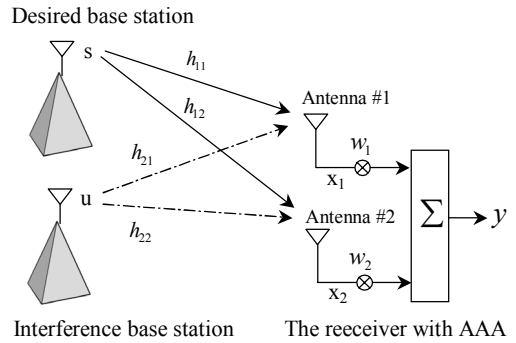 Desired base station
s
h11
h12
Antenna #1
w1
x1
h21
u
h22
Antenna #2
w2
x2
Σ
y
Interference base station
The reeceiver with AAA